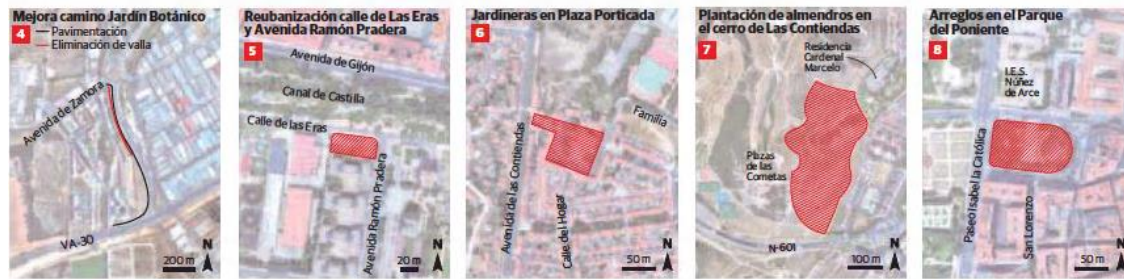 Mejora camino Jardín Botánico
4
Pavimentación
Eliminación de valla
Avenida de Zamora
VA-30
200 m
N
Reubanización calle de Las Eras
y Avenida Ramón Pradera
5
Avenida de Gijón
Canal de Castilla
Calle de las Eras
Avenida Ramón Pradera
20 m
N
Jardineras en Plaza Porticada
6
Familia
Avenida de las Contiendas
Calle del Hogar
50 m
N
Plantación de almendros en
el cerro de Las Contiendas
7
Residencia
Cardenal
Marcelo
Plazas
de las
Cometas
N-601
100 m
N
Arreglos en el Parque
del Poniente
8
I.E.S.
Núñez
de Arce
Paseo Isabel la Católica
San Lorenzo
50 m
N